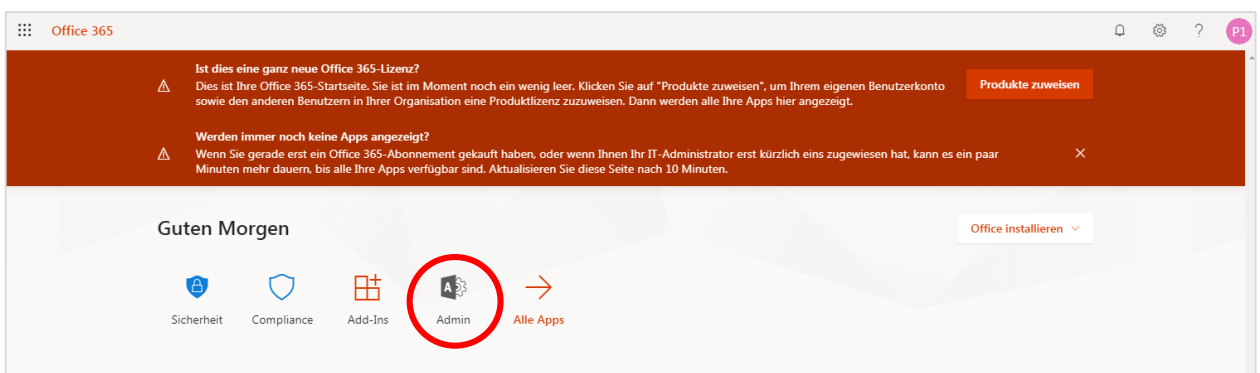 Office 365
?
P1
Ist dies eine ganz neue Office 365-Lizenz?
Dies ist Ihre Office 365-Startseite. Sie ist im Moment noch ein wenig leer. Klicken Sie auf "Produkte zuweisen", um Ihrem eigenen Benutzerkonto
sowie den anderen Benutzern in Ihrer Organisation eine Produktlizenz zuzuweisen. Dann werden alle Ihre Apps hier angezeigt.
Produkte zuweisen
Werden immer noch keine Apps angezeigt?
Wenn Sie gerade erst ein Office 365-Abonnement gekauft haben, oder wenn Ihnen Ihr IT-Administrator erst kürzlich eins zugewiesen hat, kann es ein paar
Minuten mehr dauern, bis alle Ihre Apps verfügbar sind. Aktualisieren Sie diese Seite nach 10 Minuten.
Guten Morgen
Office installieren
Sicherheit
Compliance
Add-Ins
A
Admin
Alle Apps